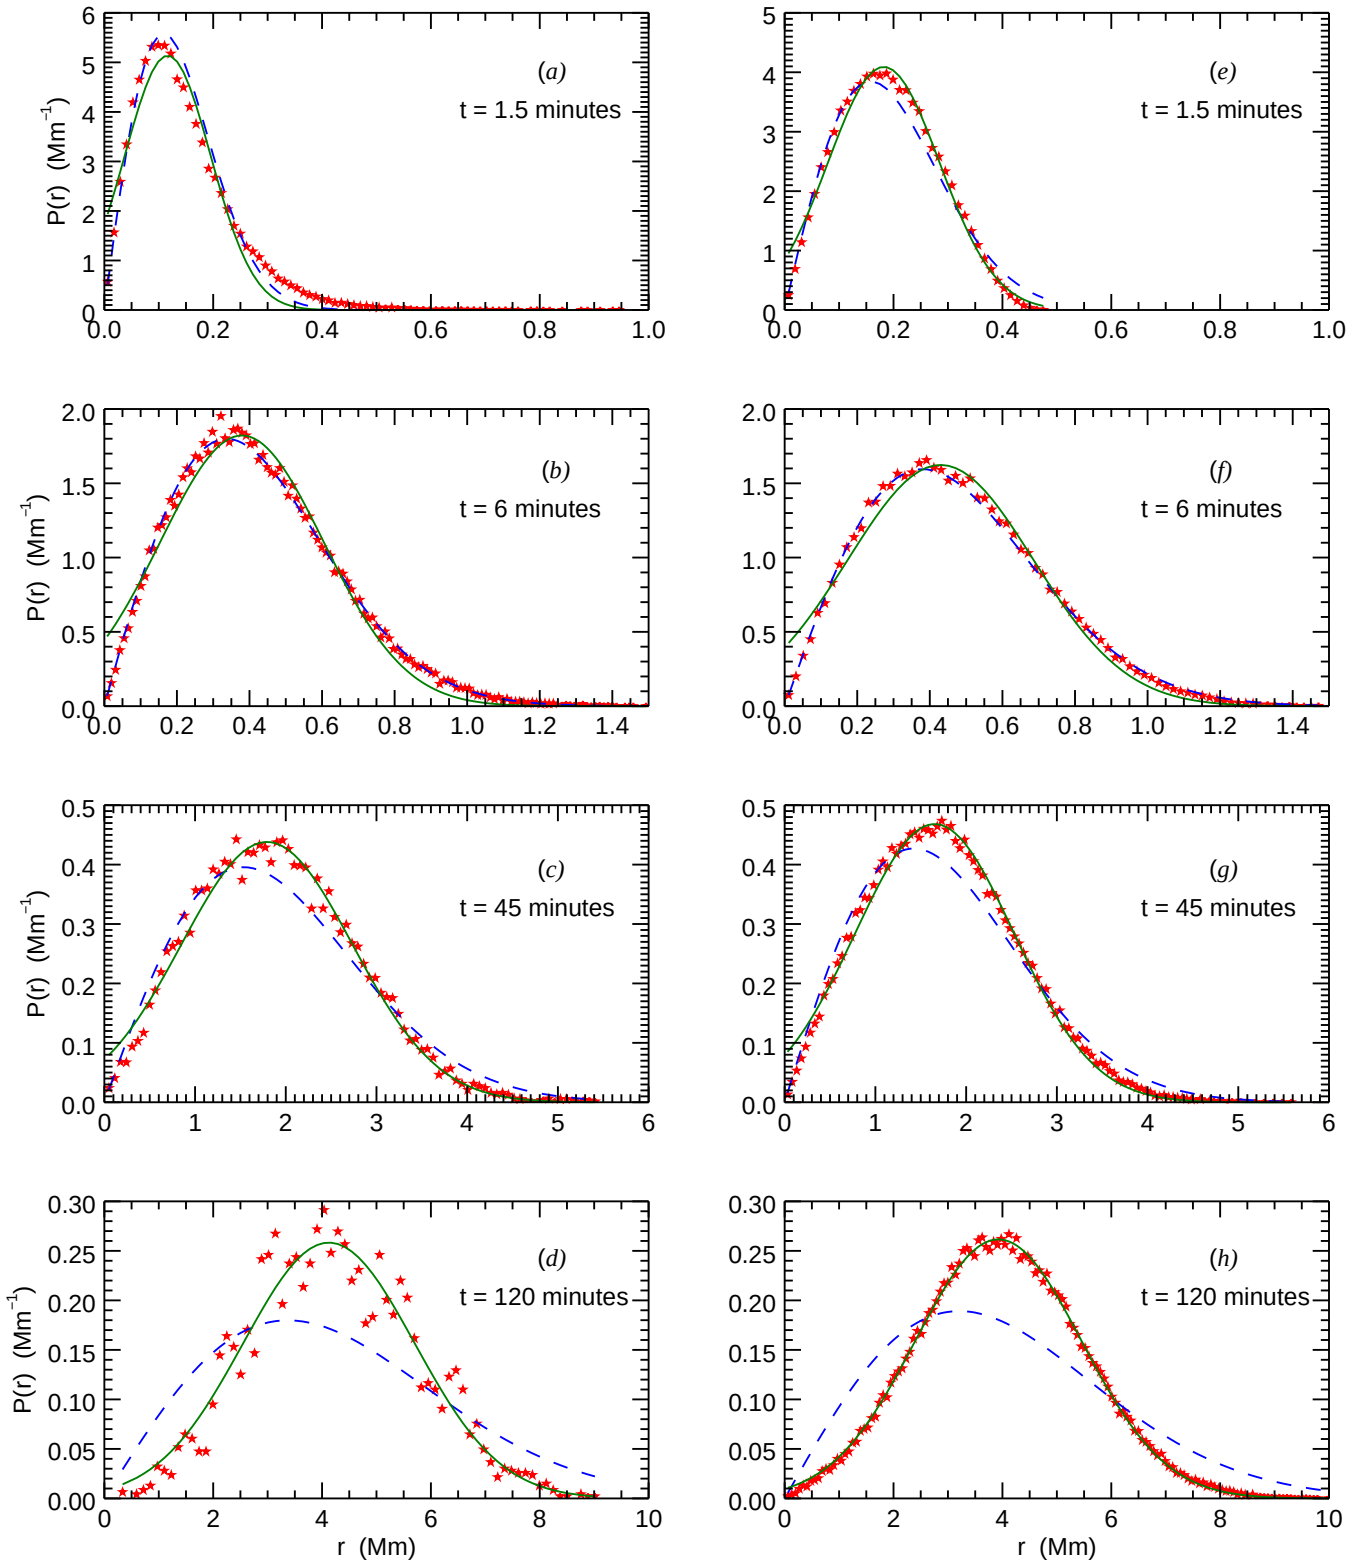 6
5
4
3
2
1
0
P(r) (Mm⁻¹)
(a)
t = 1.5 minutes
0.0 0.2 0.4 0.6 0.8 1.0
5
4
3
2
1
0
(e)
t = 1.5 minutes
0.0 0.2 0.4 0.6 0.8 1.0
2.0
1.5
1.0
0.5
0.0
P(r) (Mm⁻¹)
(b)
t = 6 minutes
0.0 0.2 0.4 0.6 0.8 1.0 1.2 1.4
2.0
1.5
1.0
0.5
0.0
(f)
t = 6 minutes
0.0 0.2 0.4 0.6 0.8 1.0 1.2 1.4
0.5
0.4
0.3
0.2
0.1
0.0
P(r) (Mm⁻¹)
(c)
t = 45 minutes
0 1 2 3 4 5 6
0.5
0.4
0.3
0.2
0.1
0.0
(g)
t = 45 minutes
0 1 2 3 4 5 6
0.30
0.25
0.20
0.15
0.10
0.05
0.00
P(r) (Mm⁻¹)
(d)
t = 120 minutes
0 2 4 6 8 10
r (Mm)
0.30
0.25
0.20
0.15
0.10
0.05
0.00
(h)
t = 120 minutes
0 2 4 6 8 10
r (Mm)